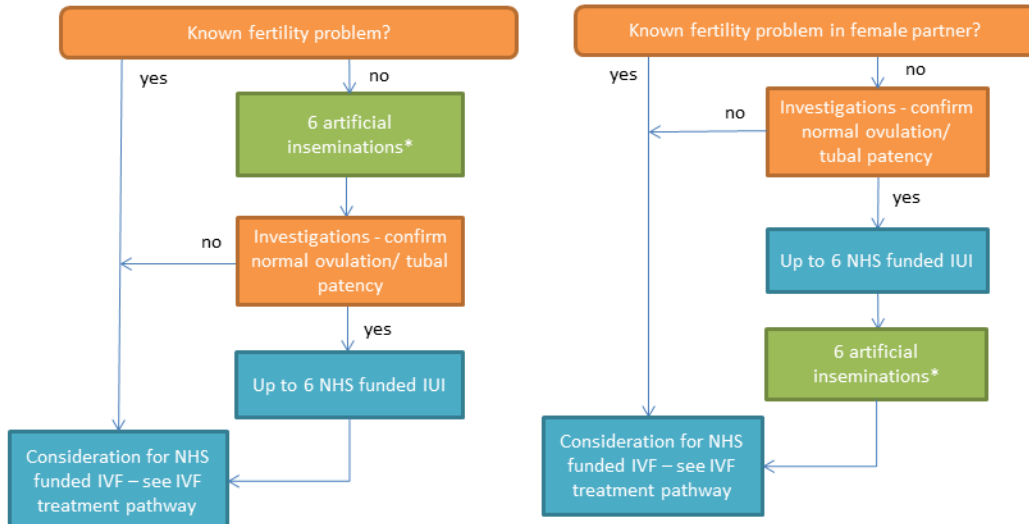 Known fertility problem?
yes
no
6 artificial
inseminations*
no
Investigations - confirm
normal ovulation/ tubal
patency
yes
Up to 6 NHS funded IUI
Consideration for NHS
funded IVF – see IVF
treatment pathway
Known fertility problem in female partner?
yes
no
no
Investigations - confirm
normal ovulation/
tubal patency
yes
Up to 6 NHS funded IUI
6 artificial
inseminations*
Consideration for NHS
funded IVF – see IVF
treatment pathway